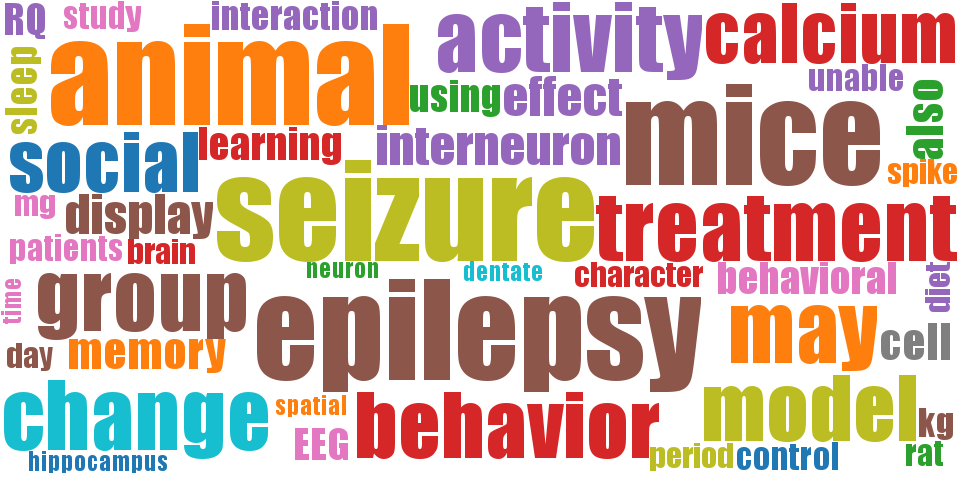 RQ
study
interaction
activity
calcium
animal
sleep
using
effect
unable
also
mice
social
learning
interneuron
spike
mg
display
seizure
treatment
patients
brain
neuron
dentate
character
behavioral
diet
time
group
epilepsy
may
cell
day
memory
change
spatial
behavior
model
kg
EEG
hippocampus
period
control
rat